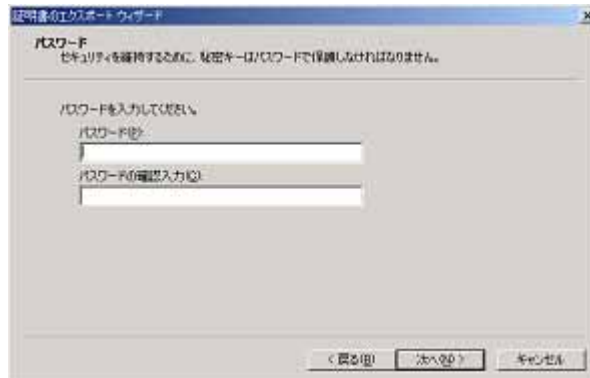 証明書のエクスポート ウィザード
パスワード
セキュリティを維持するために、秘密キーはパスワードで保護しなければなりません。
パスワードを入力してください。
パスワード(P):
パスワードの確認入力(C):
< 戻る(B)
次へ(N) >
キャンセル